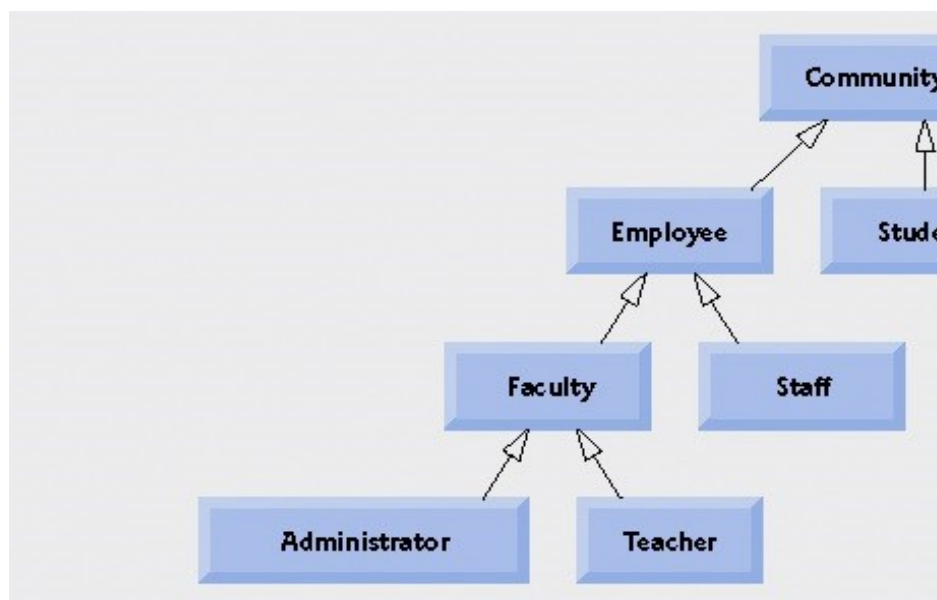 Community
Employee
Stude
Faculty
Staff
Administrator
Teacher